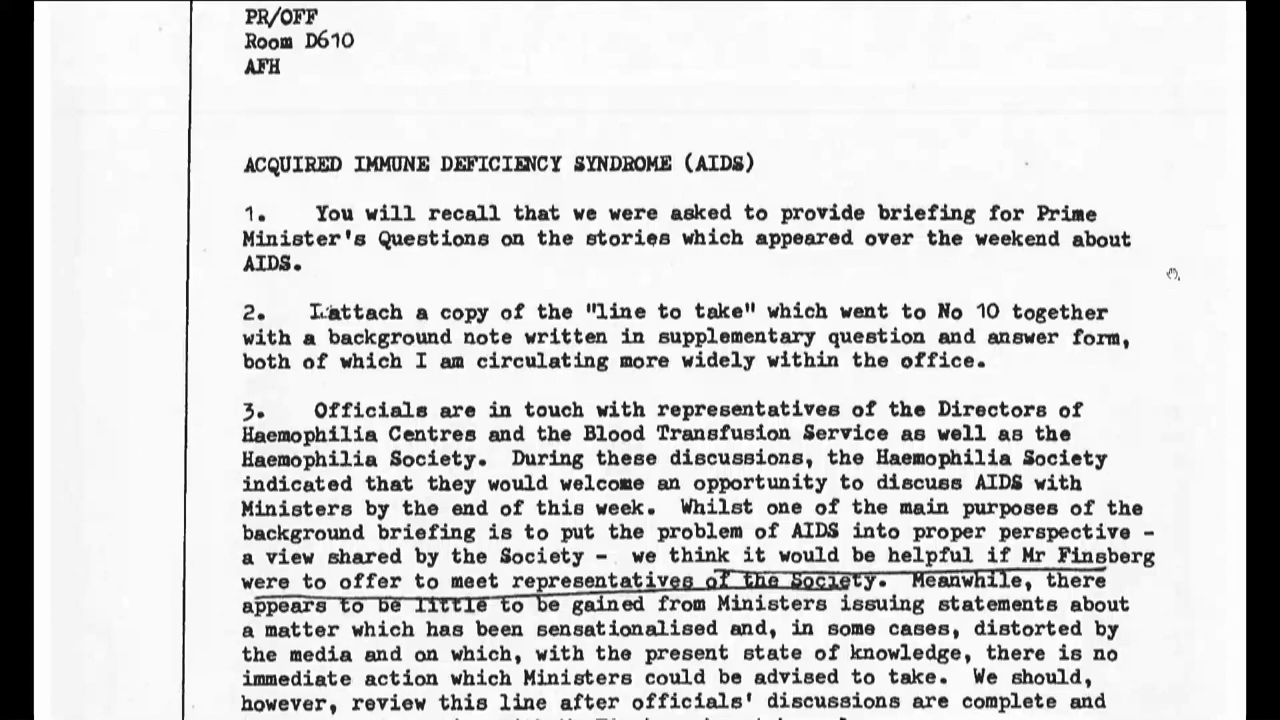 PR/OFF
Room D610
AFH
ACQUIRED IMMUNE DEFICIENCY SYNDROME (AIDS)
1. You will recall that we were asked to provide briefing for Prime
Minister's Questions on the stories which appeared over the weekend about
AIDS.
2. I attach a copy of the "line to take" which went to No 10 together
with a background note written in supplementary question and answer form,
both of which I am circulating more widely within the office.
3. Officials are in touch with representatives of the Directors of
Haemophilia Centres and the Blood Transfusion Service as well as the
Haemophilia Society. During these discussions, the Haemophilia Society
indicated that they would welcome an opportunity to discuss AIDS with
Ministers by the end of this week. Whilst one of the main purposes of the
background briefing is to put the problem of AIDS into proper perspective -
a view shared by the Society - we think it would be helpful if Mr Finsberg
were to offer to meet representatives of the Society. Meanwhile, there
appears to be little to be gained from Ministers issuing statements about
a matter which has been sensationalised and, in some cases, distorted by
the media and on which, with the present state of knowledge, there is no
immediate action which Ministers could be advised to take. We should,
however, review this line after officials' discussions are complete and